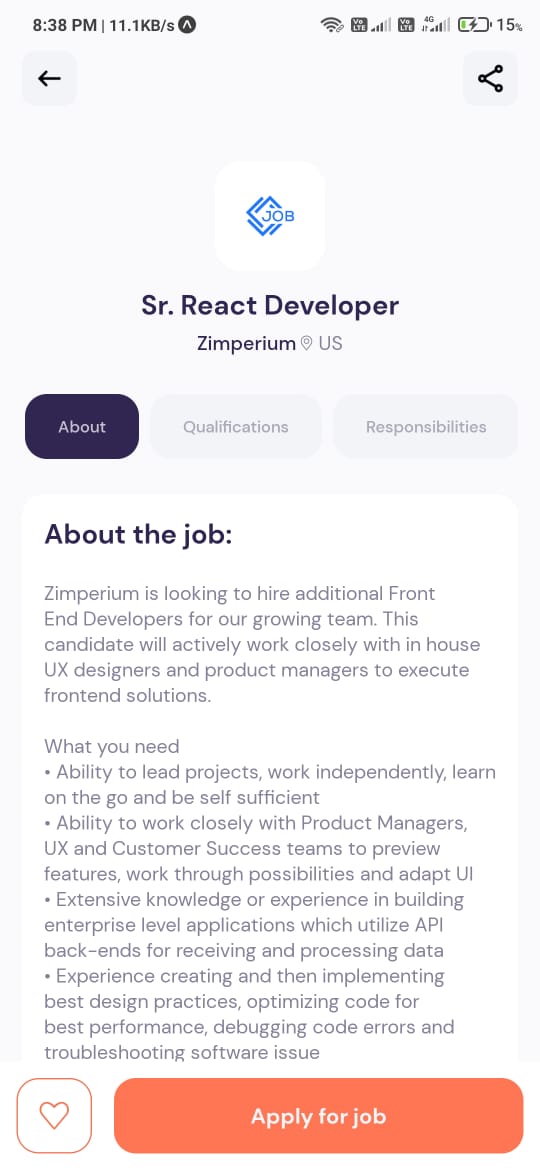 8:38 PM | 11.1KB/s
Vo LTE
Vo LTE
4G
15%
JOB
Sr. React Developer
Zimperium US
About
Qualifications
Responsibilities
About the job:
Zimperium is looking to hire additional Front
End Developers for our growing team. This
candidate will actively work closely with in house
UX designers and product managers to execute
frontend solutions.
What you need
• Ability to lead projects, work independently, learn
on the go and be self sufficient
• Ability to work closely with Product Managers,
UX and Customer Success teams to preview
features, work through possibilities and adapt UI
• Extensive knowledge or experience in building
enterprise level applications which utilize API
back-ends for receiving and processing data
• Experience creating and then implementing
best design practices, optimizing code for
best performance, debugging code errors and
troubleshooting software issue
Apply for job